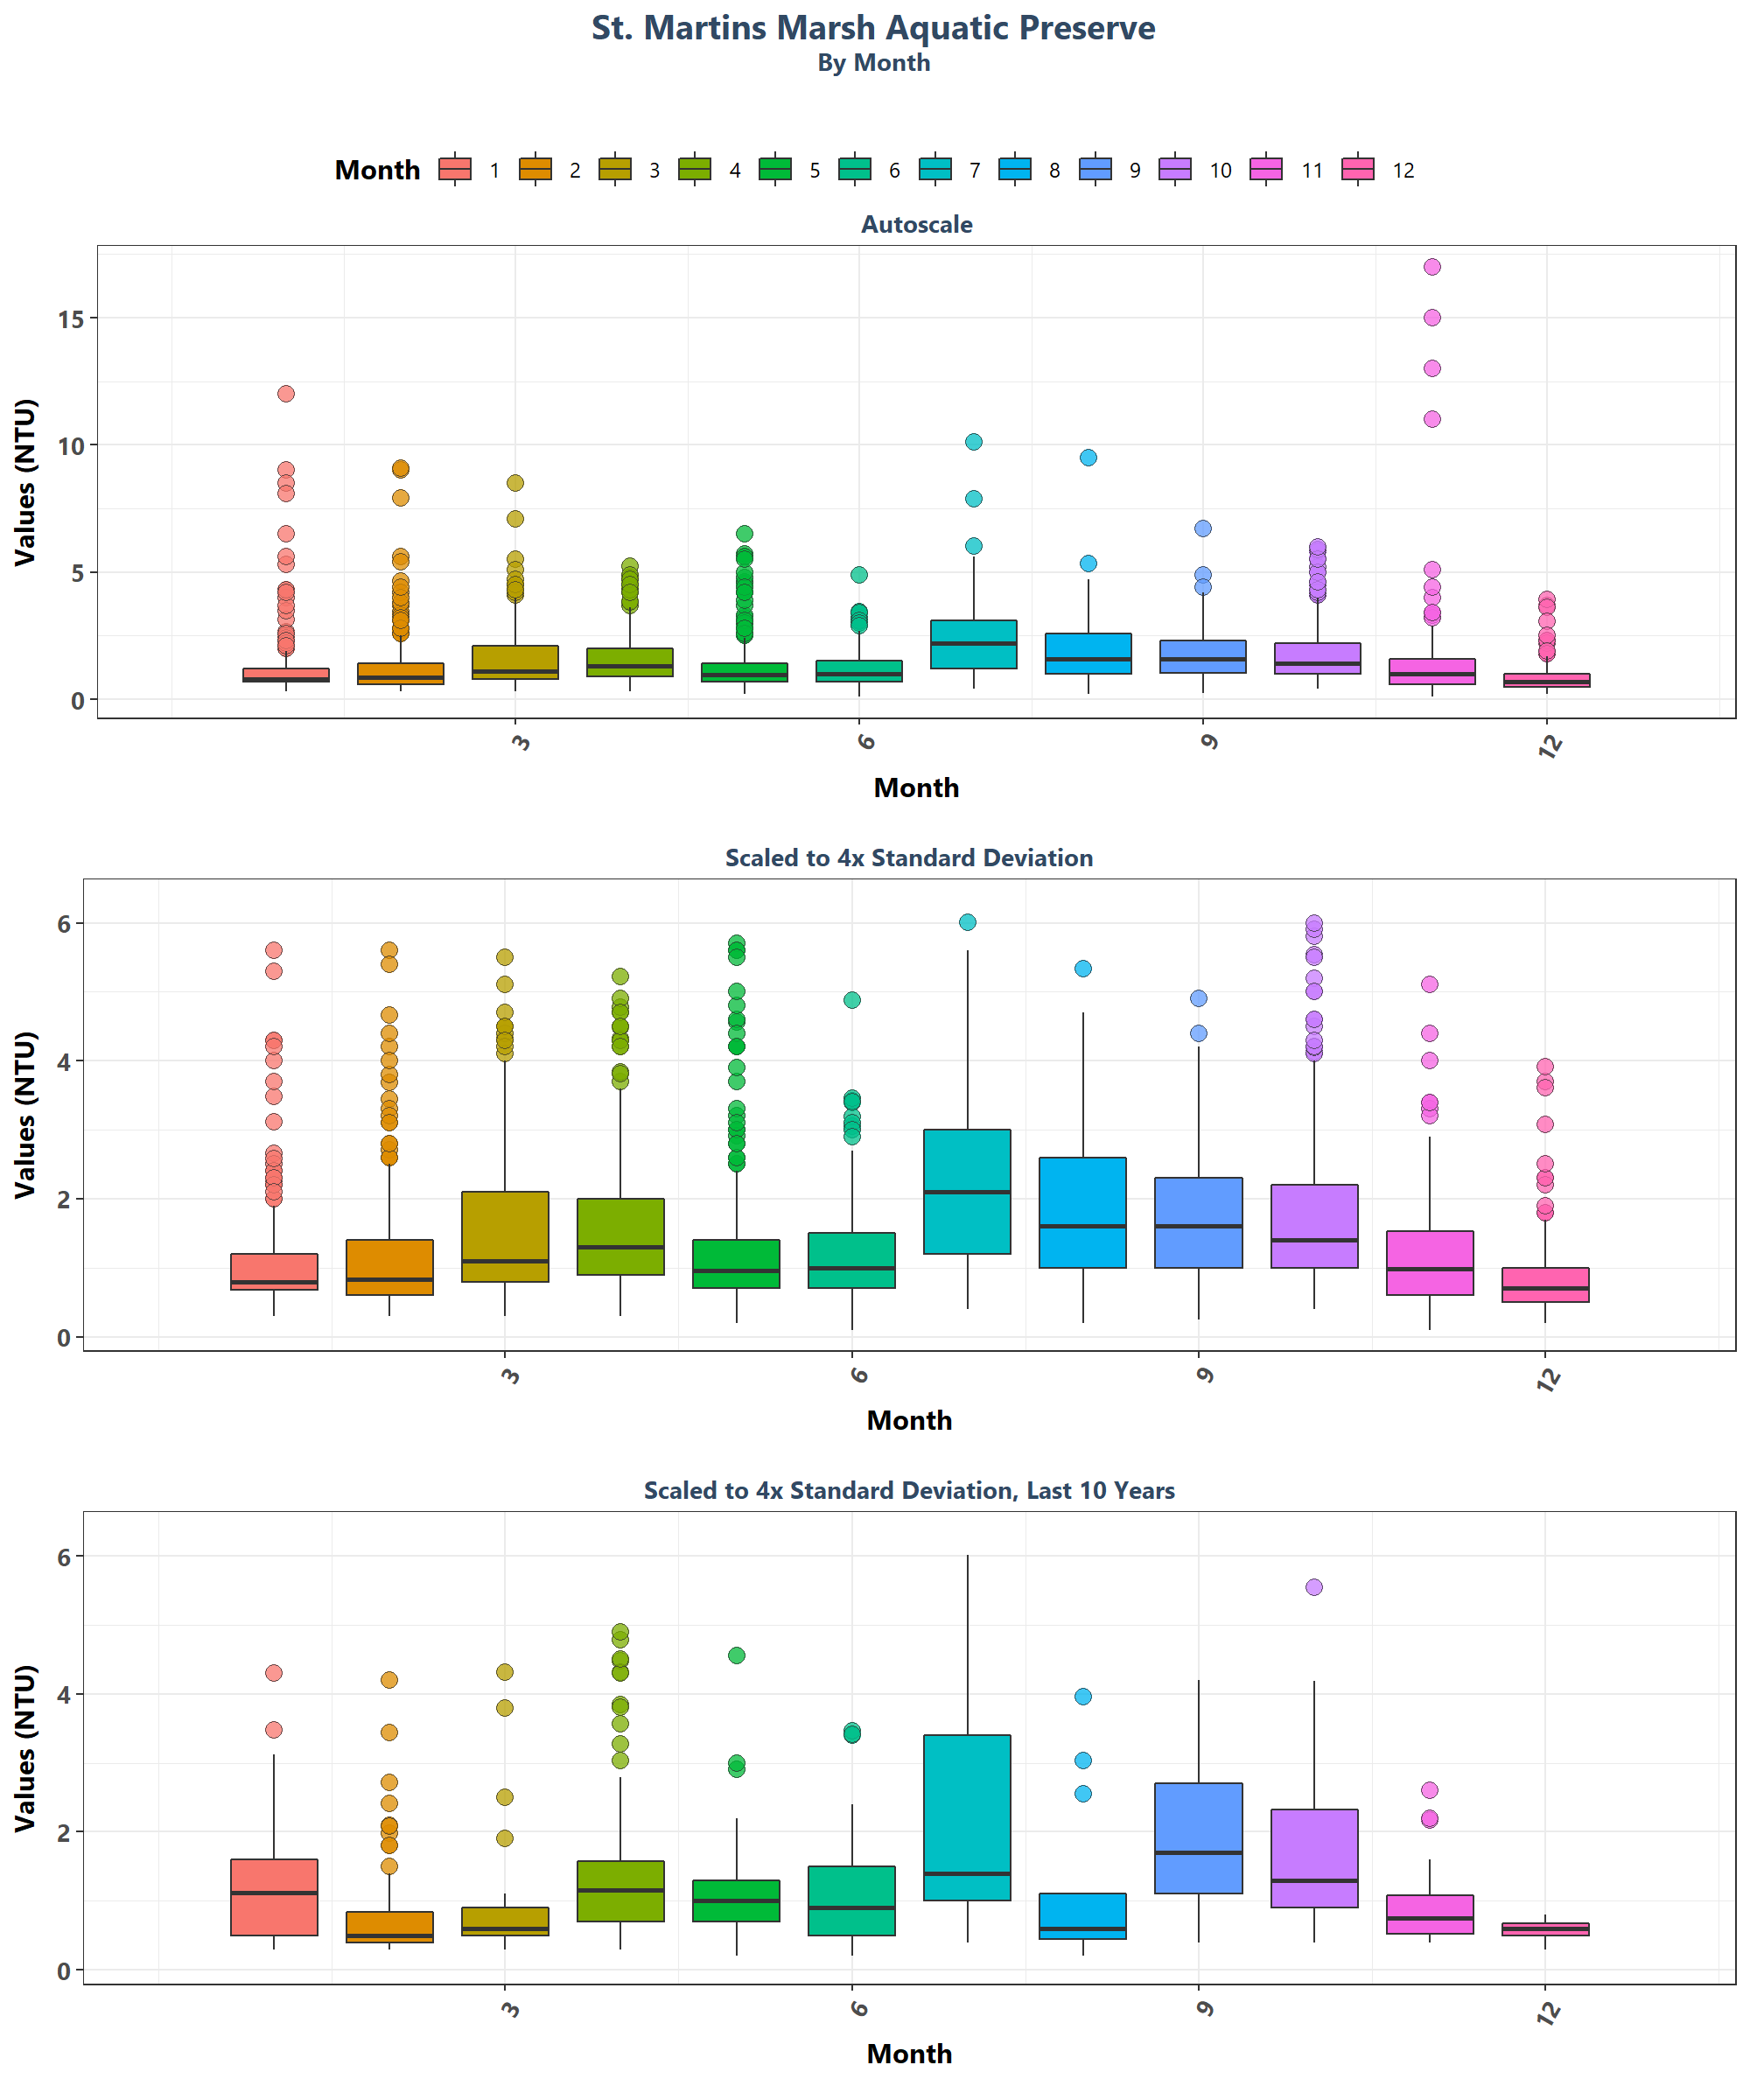 St. Martins Marsh Aquatic Preserve
By Month
Month 1 2 3 4 5 6 7 8 9 10 11 12
Autoscale
Values (NTU)
15
10
5
0
3 6 9 12
Month
Scaled to 4x Standard Deviation
Values (NTU)
6
4
2
0
3 6 9 12
Month
Scaled to 4x Standard Deviation, Last 10 Years
Values (NTU)
6
4
2
0
3 6 9 12
Month